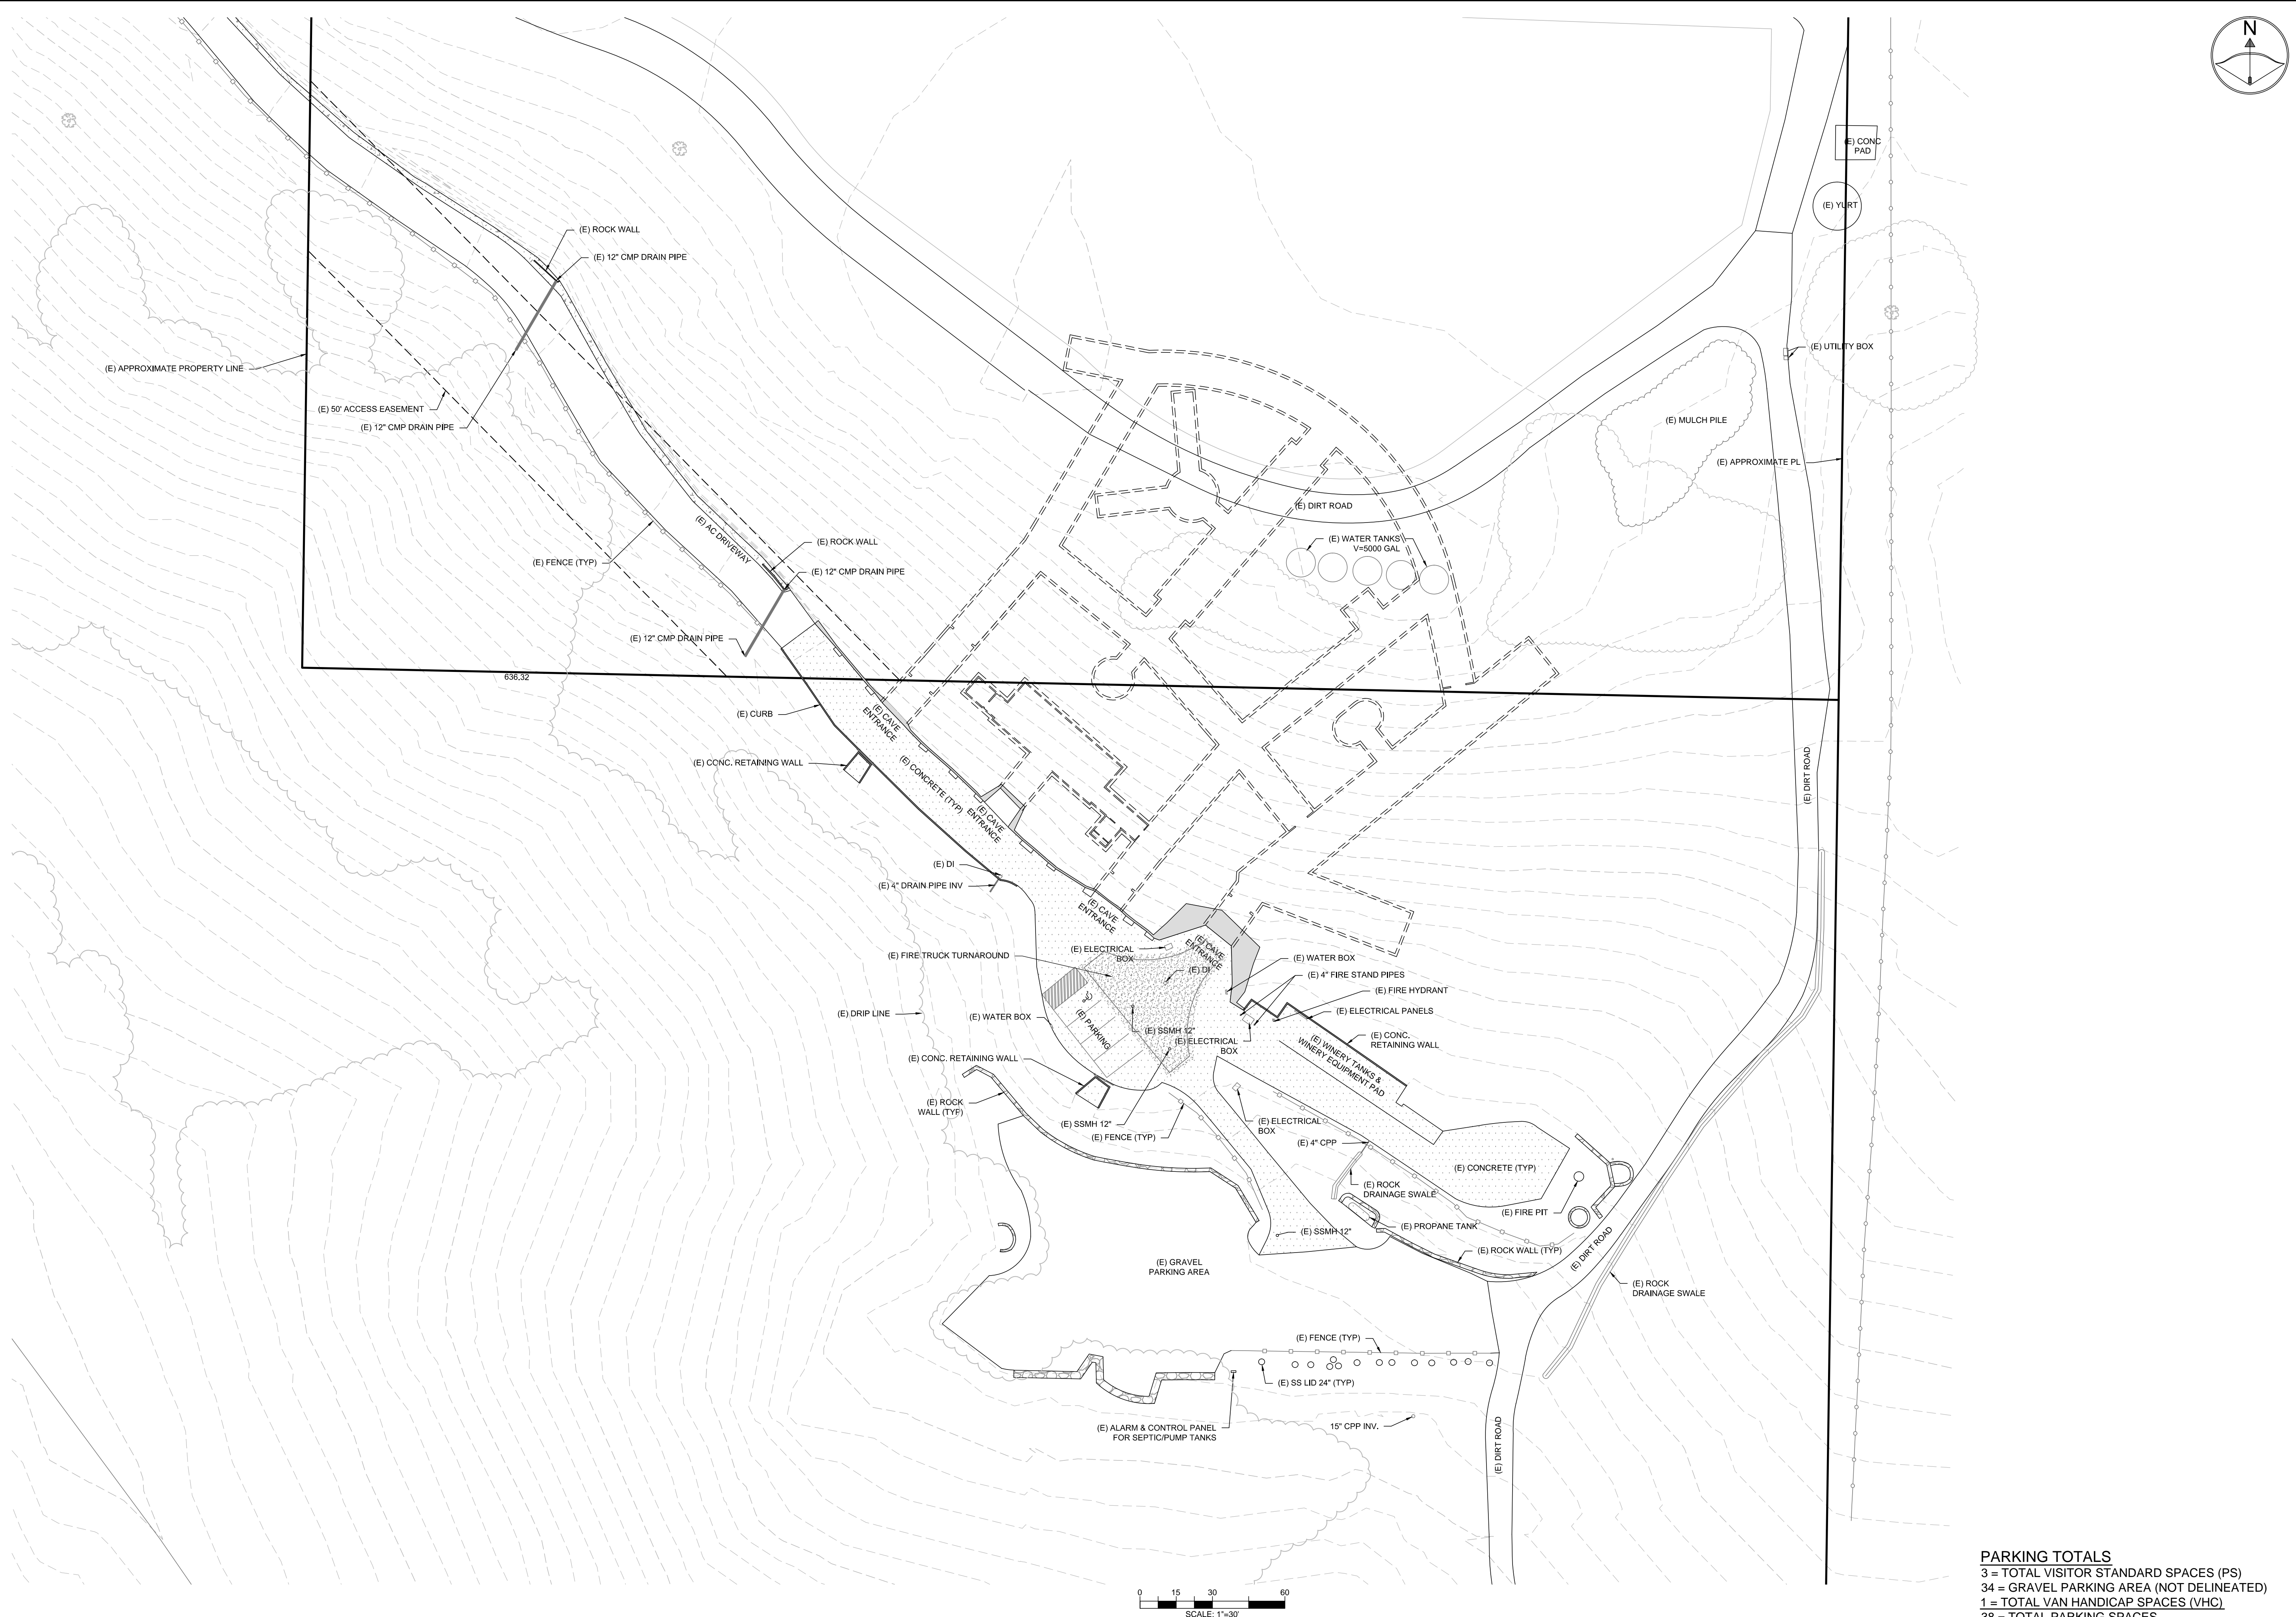 N
(E) CONC
PAD
(E) YURT
(E) ROCK WALL
(E) 12" CMP DRAIN PIPE
(E) UTILITY BOX
(E) APPROXIMATE PROPERTY LINE
(E) 50' ACCESS EASEMENT
(E) 12" CMP DRAIN PIPE
(E) MULCH PILE
(E) APPROXIMATE PL
(E) DIRT ROAD
(E) AC DRIVEWAY
(E) ROCK WALL
(E) WATER TANKS
V=5000 GAL
(E) FENCE (TYP)
(E) 12" CMP DRAIN PIPE
(E) 12" CMP DRAIN PIPE
636,32
(E) CURB
(E) CAVE
ENTRANCE
(E) CONC. RETAINING WALL
(E) CONCRETE (TYP)
(E) CAVE
ENTRANCE
(E) DIRT ROAD
(E) DI
(E) 4" DRAIN PIPE INV
(E) CAVE
ENTRANCE
(E) ELECTRICAL
BOX
(E) CAVE
ENTRANCE
(E) FIRE TRUCK TURNAROUND
(E) DI
(E) WATER BOX
(E) 4" FIRE STAND PIPES
(E) FIRE HYDRANT
(E) ELECTRICAL PANELS
(E) DRIP LINE
(E) WATER BOX
(E) PARKING
(E) SSMH 12"
(E) ELECTRICAL
BOX
(E) CONC.
RETAINING WALL
(E) WINERY TANKS &
WINERY EQUIPMENT PAD
(E) CONC. RETAINING WALL
(E) ROCK
WALL (TYP)
(E) SSMH 12"
(E) FENCE (TYP)
(E) ELECTRICAL
BOX
(E) 4" CPP
(E) CONCRETE (TYP)
(E) ROCK
DRAINAGE SWALE
(E) FIRE PIT
(E) PROPANE TANK
(E) SSMH 12"
(E) ROCK WALL (TYP)
(E) DIRT ROAD
(E) GRAVEL
PARKING AREA
(E) ROCK
DRAINAGE SWALE
(E) FENCE (TYP)
(E) SS LID 24" (TYP)
(E) ALARM & CONTROL PANEL
FOR SEPTIC/PUMP TANKS
15" CPP INV.
(E) DIRT ROAD
0 15 30 60
SCALE: 1"=30'
PARKING TOTALS
3 = TOTAL VISITOR STANDARD SPACES (PS)
34 = GRAVEL PARKING AREA (NOT DELINEATED)
1 = TOTAL VAN HANDICAP SPACES (VHC)
38 = TOTAL PARKING SPACES